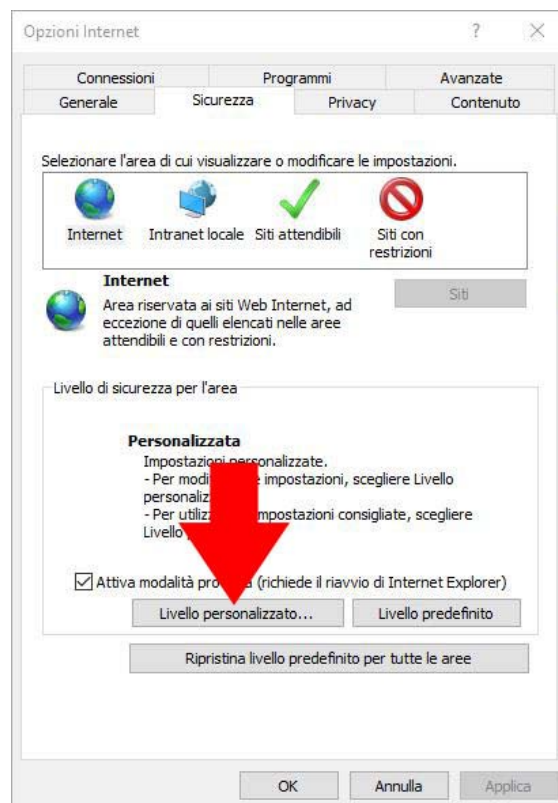 Opzioni Internet
?
Connessioni Programmi Avanzate
Generale Sicurezza Privacy Contenuto
Selezionare l'area di cui visualizzare o modificare le impostazioni.
Internet Intranet locale Siti attendibili Siti con
restrizioni
Internet
Siti
Area riservata ai siti Web Internet, ad
eccezione di quelli elencati nelle aree
attendibili e con restrizioni.
Livello di sicurezza per l'area
Personalizzata
Impostazioni personalizzate.
- Per impostazioni, scegliere Livello
- Per impostazioni consigliate, scegliere
Livello
Attiva modalità (richiede il riavvio di Internet Explorer)
Livello personalizzato... Livello predefinito
Ripristina livello predefinito per tutte le aree
OK Annulla Applica